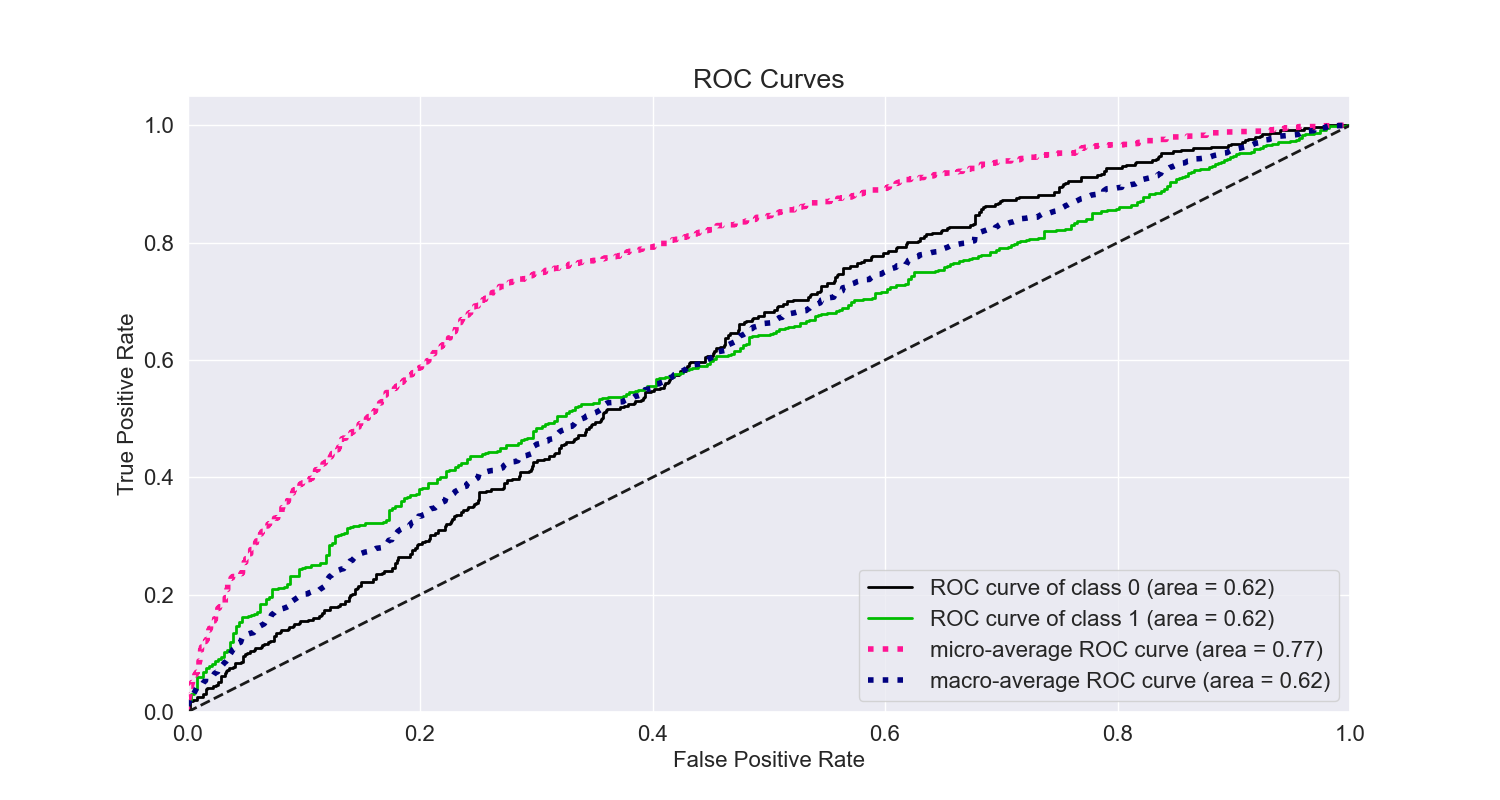 ROC Curves
True Positive Rate
1.0
0.8
0.6
0.4
0.2
0.0
0.0 0.2 0.4 0.6 0.8 1.0
False Positive Rate
ROC curve of class 0 (area = 0.62)
ROC curve of class 1 (area = 0.62)
micro-average ROC curve (area = 0.77)
macro-average ROC curve (area = 0.62)